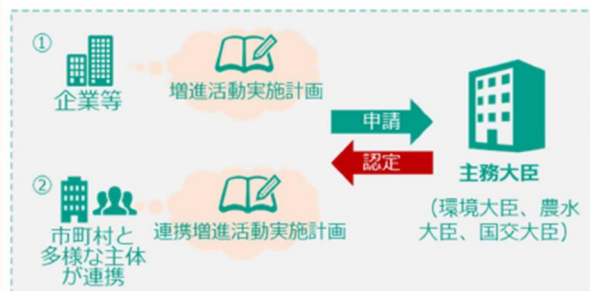 ①
企業等
増進活動実施計画
申請
認定
主務大臣
（環境大臣、農水
大臣、国交大臣）
②
市町村と
多様な主体
が連携
連携増進活動実施計画